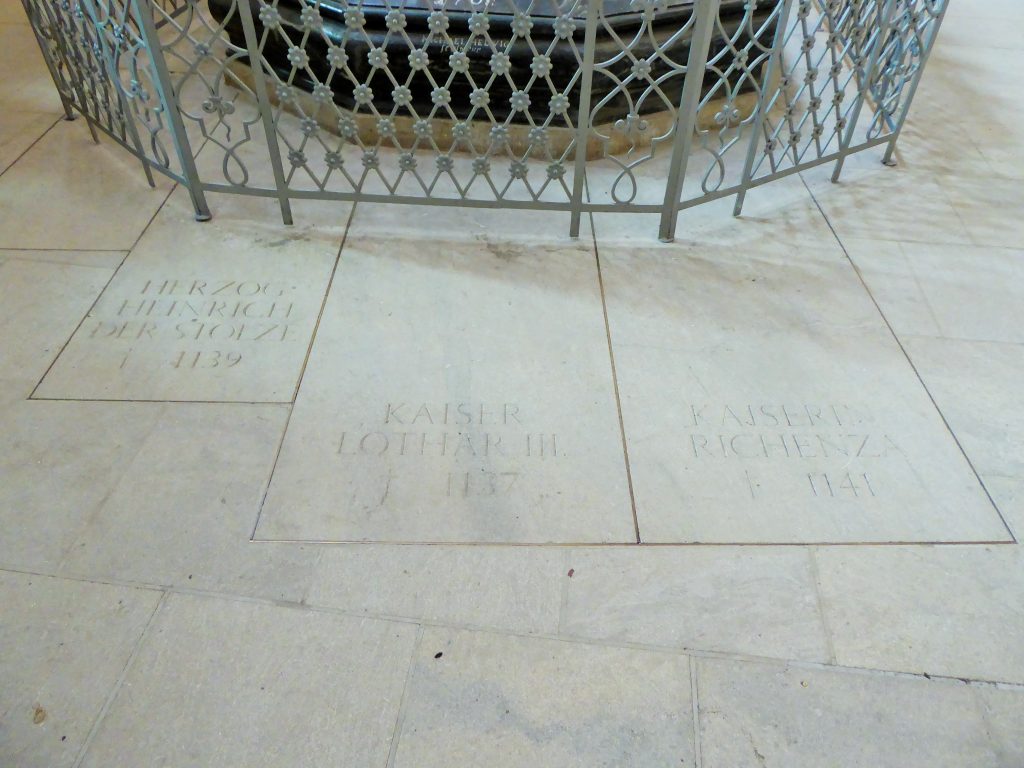 HERZOG
HEINRICH
DER STOLZE
† 1139
KAISER
LOTHAR III.
† 1137
KAISERIN
RICHENZA
† 1141